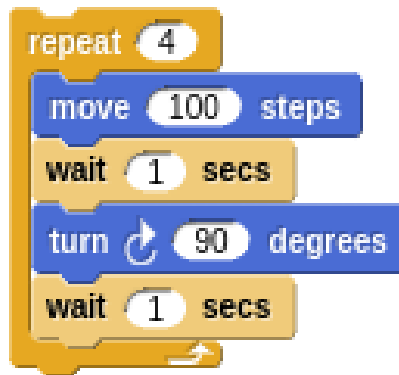 repeat 4
move 100 steps
wait 1 secs
turn 90 degrees
wait 1 secs